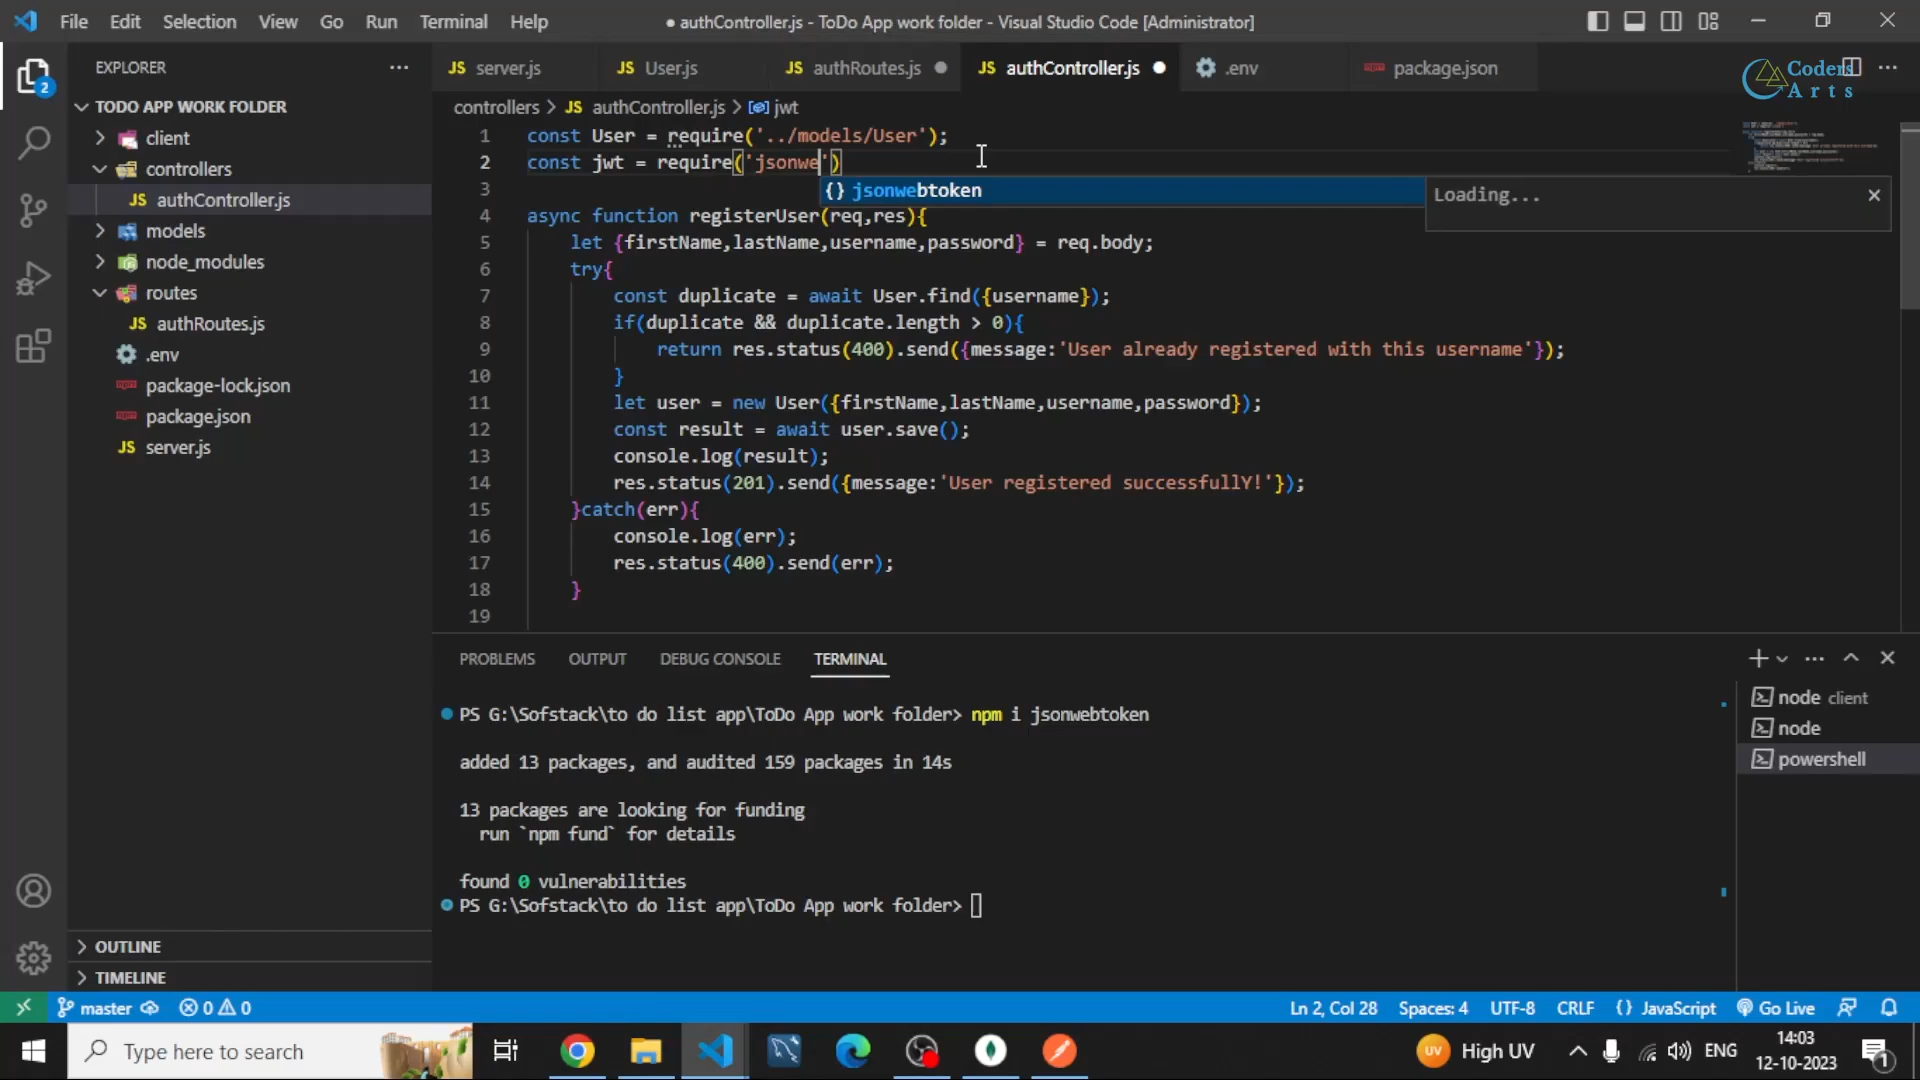 File Edit Selection View Go Run Terminal Help
● authController.js - ToDo App work folder - Visual Studio Code [Administrator]
EXPLORER
TODO APP WORK FOLDER
client
controllers
JS authController.js
models
node_modules
routes
JS authRoutes.js
.env
package-lock.json
package.json
JS server.js
OUTLINE
TIMELINE
2
JS server.js
JS User.js
JS authRoutes.js
JS authController.js
.env
package.json
Coders
Arts
controllers > JS authController.js > jwt
1 const User = require('../models/User');
2 const jwt = require('jsonwe')
{} jsonwebtoken
Loading...
3
4 async function registerUser(req,res){
5 let {firstName,lastName,username,password} = req.body;
6 try{
7 const duplicate = await User.find({username});
8 if(duplicate && duplicate.length > 0){
9 return res.status(400).send({message:'User already registered with this username'});
10 }
11 let user = new User({firstName,lastName,username,password});
12 const result = await user.save();
13 console.log(result);
14 res.status(201).send({message:'User registered successfullY!'});
15 }catch(err){
16 console.log(err);
17 res.status(400).send(err);
18 }
19
PROBLEMS OUTPUT DEBUG CONSOLE TERMINAL
PS G:\Sofstack\to do list app\ToDo App work folder> npm i jsonwebtoken
added 13 packages, and audited 159 packages in 14s
13 packages are looking for funding
run `npm fund` for details
found 0 vulnerabilities
PS G:\Sofstack\to do list app\ToDo App work folder>
node client
node
powershell
master
0 0
Ln 2, Col 28 Spaces: 4 UTF-8 CRLF {} JavaScript Go Live
Type here to search
UV High UV
ENG
14:03
12-10-2023
1